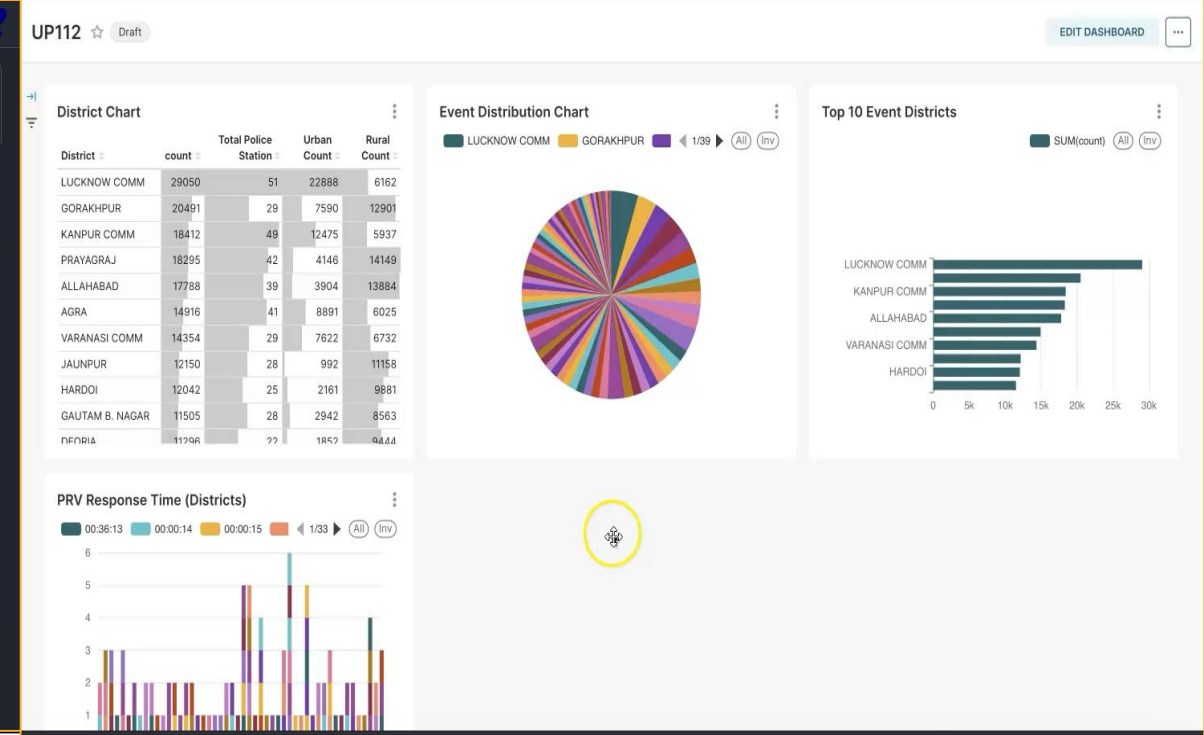 UP112 Draft
EDIT DASHBOARD ...
District Chart
District count Total Police Station Urban Count Rural Count
LUCKNOW COMM 29050 51 22888 6162
GORAKHPUR 20491 29 7590 12901
KANPUR COMM 18412 49 12475 5937
PRAYAGRAJ 18295 42 4146 14149
ALLAHABAD 17788 39 3904 13884
AGRA 14916 41 8891 6025
VARANASI COMM 14354 29 7622 6732
JAUNPUR 12150 28 992 11158
HARDOI 12042 25 2161 9881
GAUTAM B. NAGAR 11505 28 2942 8563
DEORIA 11296 22 1852 9444
Event Distribution Chart
LUCKNOW COMM GORAKHPUR 1/39 All Inv
Top 10 Event Districts
SUM(count) All Inv
LUCKNOW COMM
KANPUR COMM
ALLAHABAD
VARANASI COMM
HARDOI
0 5k 10k 15k 20k 25k 30k
PRV Response Time (Districts)
00:36:13 00:00:14 00:00:15 1/33 All Inv
6
5
4
3
2
1